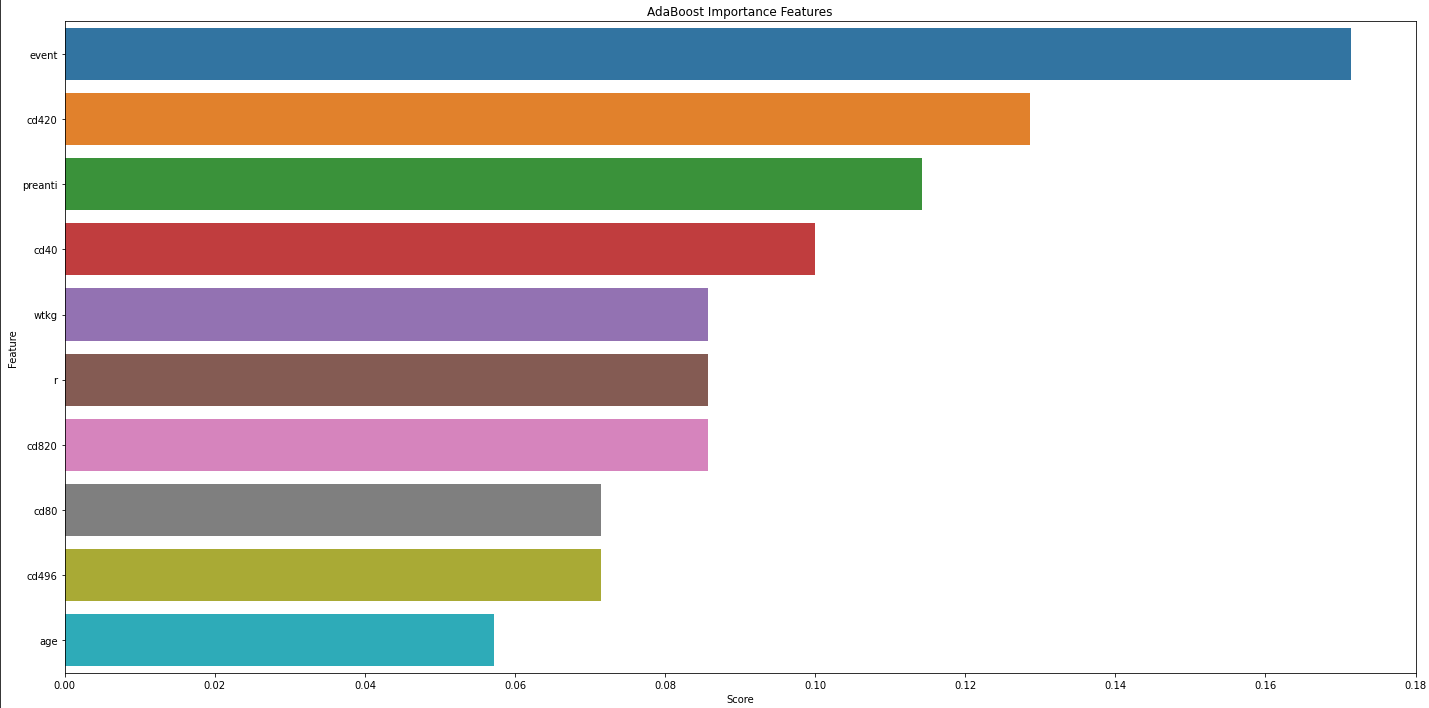 AdaBoost Importance Features
event
cd420
preanti
cd40
wtkg
r
cd820
cd80
cd496
age
Feature
0.00 0.02 0.04 0.06 0.08 0.10 0.12 0.14 0.16 0.18
Score